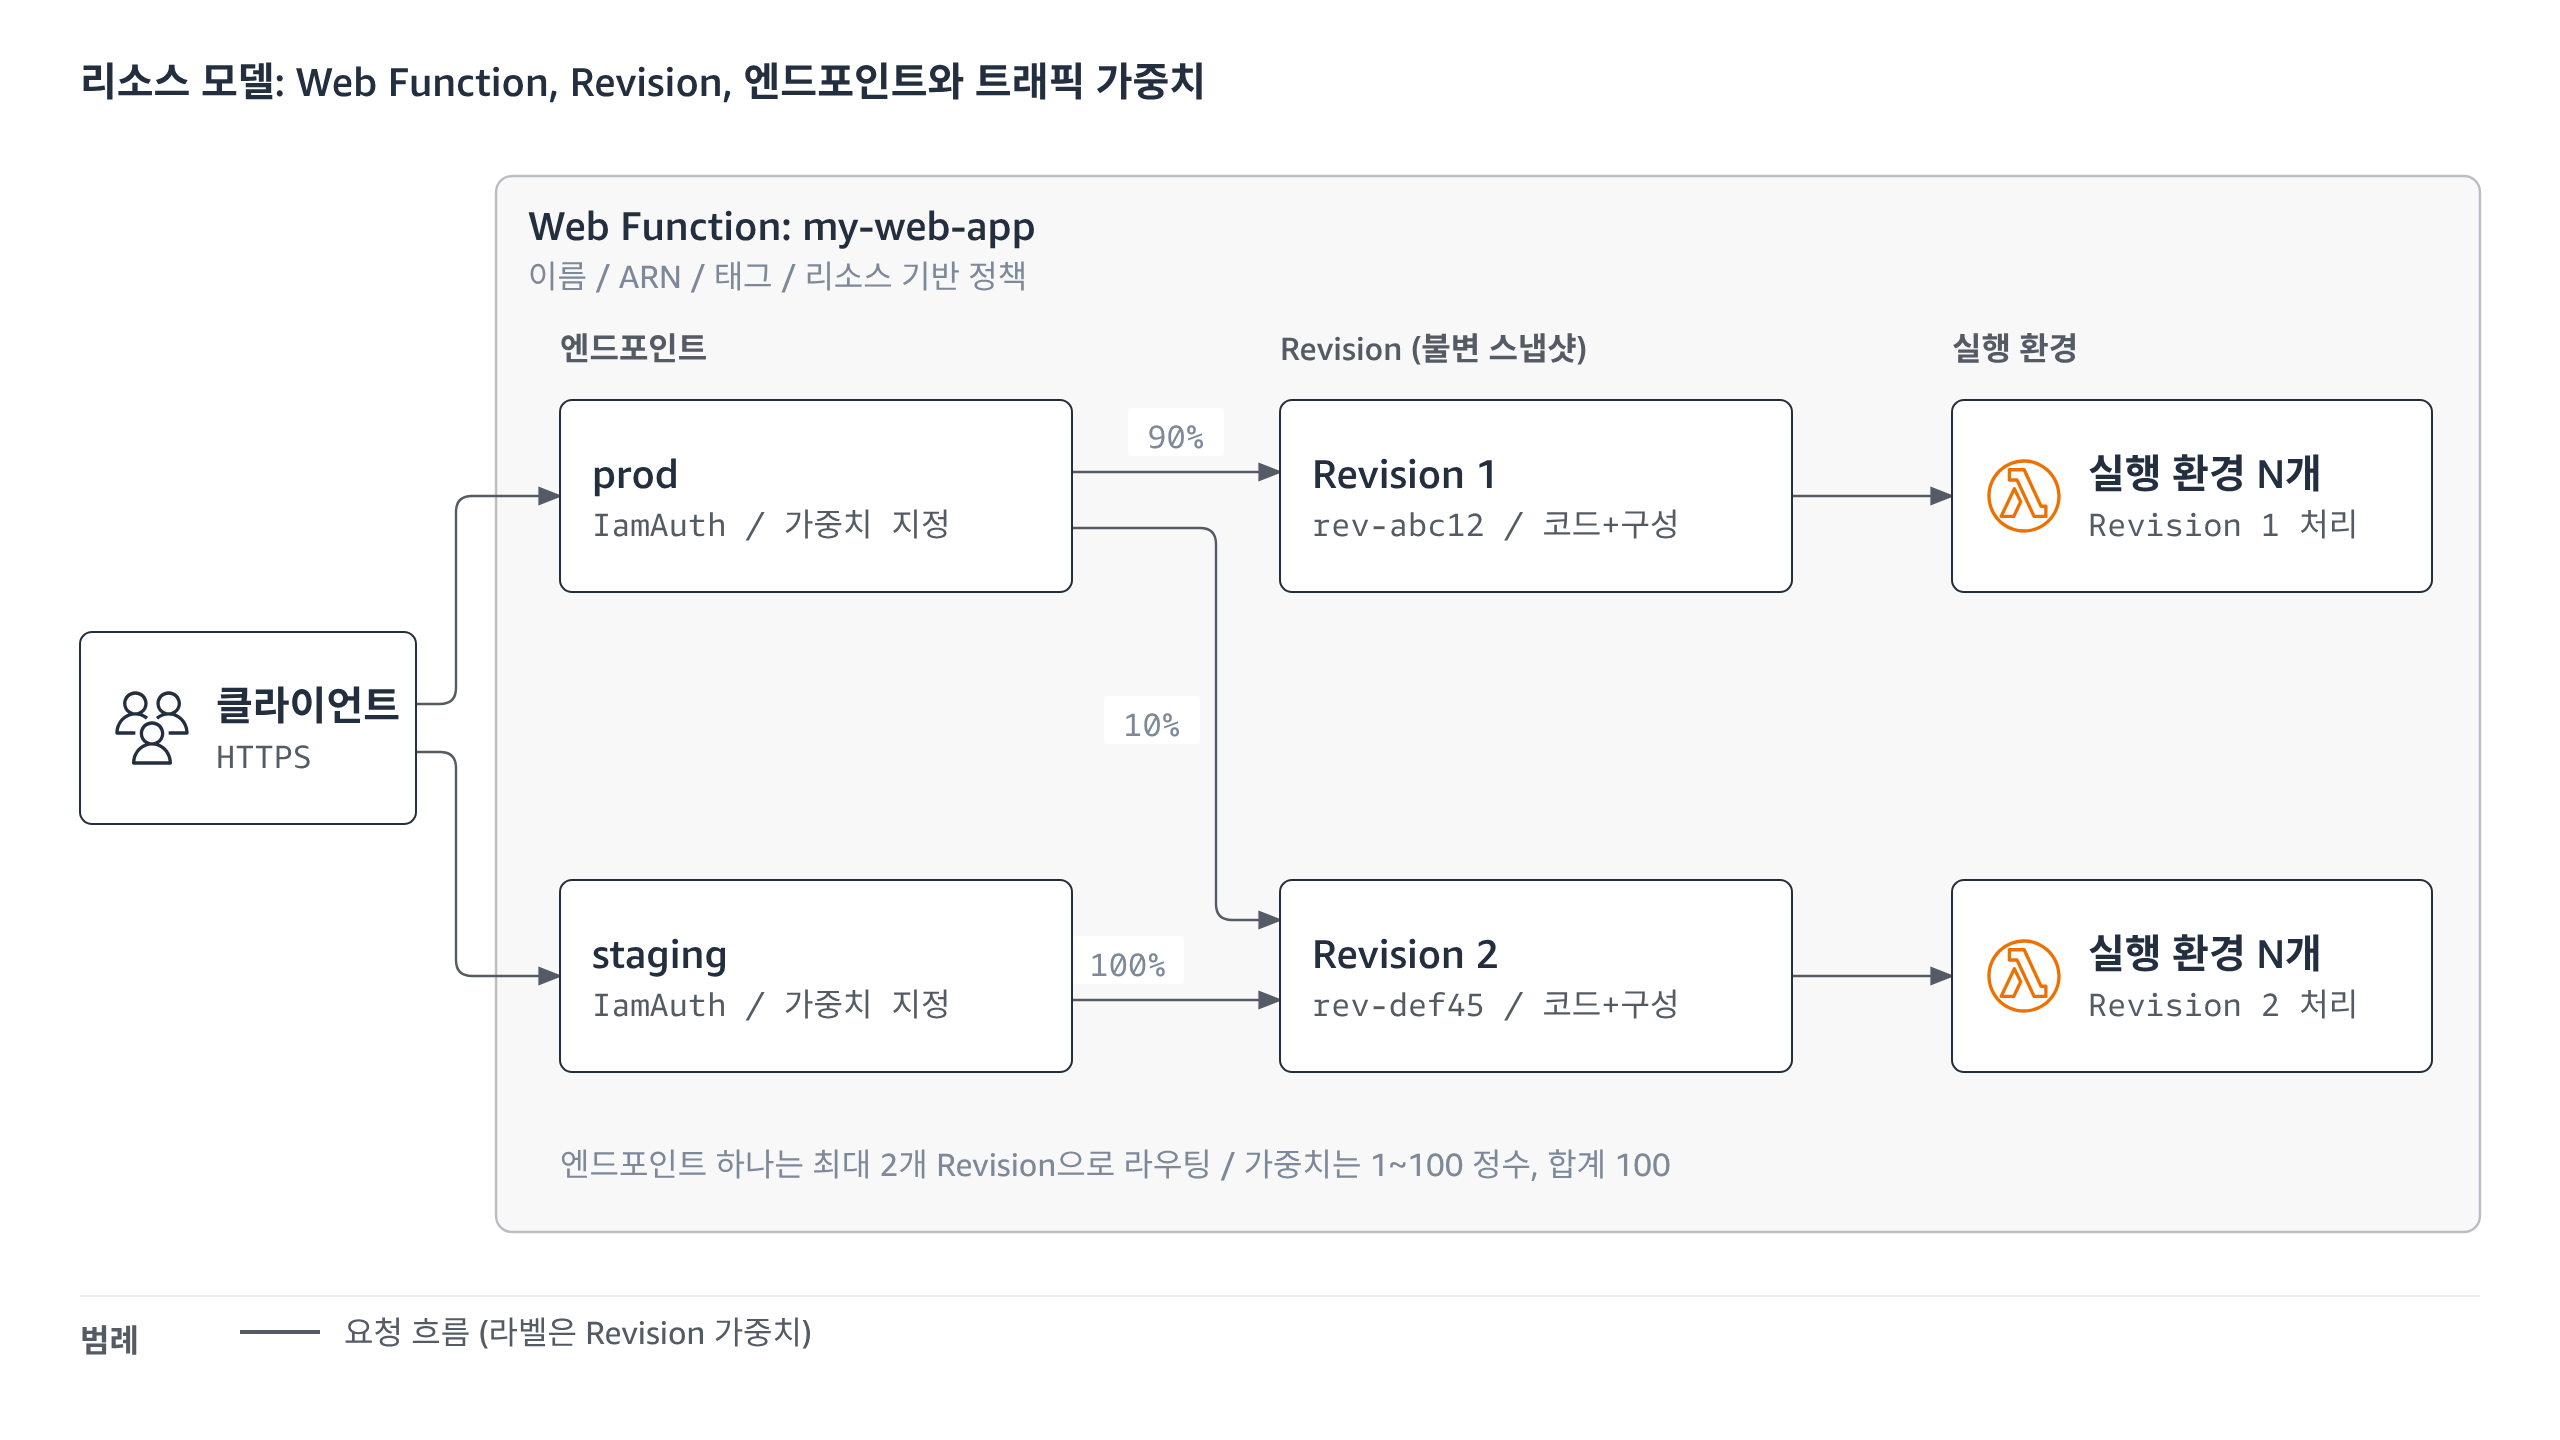 리소스 모델: Web Function, Revision, 엔드포인트와 트래픽 가중치
Web Function: my-web-app
이름 / ARN / 태그 / 리소스 기반 정책
엔드포인트
Revision (불변 스냅샷)
실행 환경
prod
IamAuth / 가중치 지정
90%
Revision 1
rev-abc12 / 코드+구성
실행 환경 N개
Revision 1 처리
클라이언트
HTTPS
10%
staging
IamAuth / 가중치 지정
100%
Revision 2
rev-def45 / 코드+구성
실행 환경 N개
Revision 2 처리
엔드포인트 하나는 최대 2개 Revision으로 라우팅 / 가중치는 1~100 정수, 합계 100
범례
요청 흐름 (라벨은 Revision 가중치)